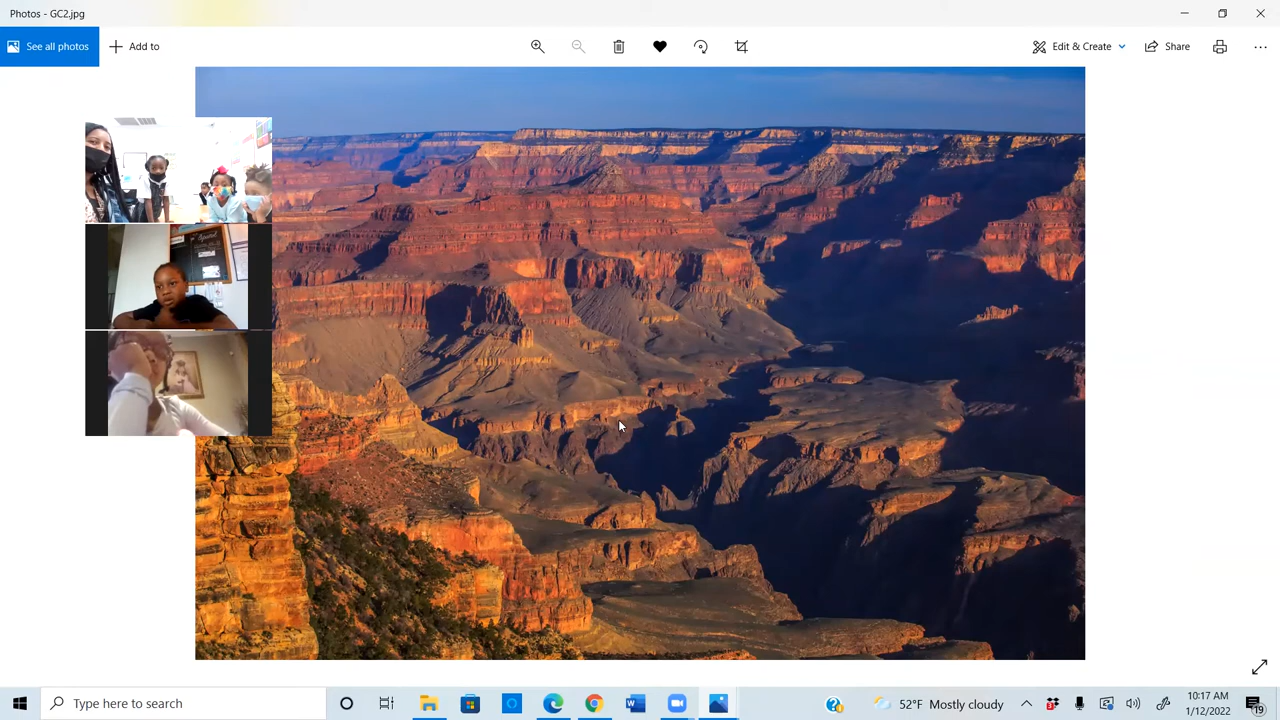 Photos - GC2.jpg
See all photos
Add to
Edit & Create
Share
Type here to search
52°F Mostly cloudy
10:17 AM
1/12/2022
19